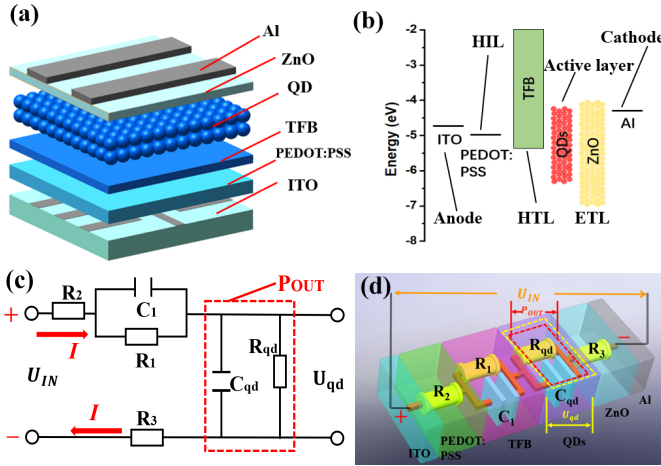 (a)
Al
ZnO
QD
TFB
PEDOT:PSS
ITO
(b)
Energy (eV)
-2
-3
-4
-5
-6
-7
-8
HIL
Cathode
Active layer
TFB
QDs
ZnO
Al
ITO
PEDOT:
PSS
Anode
HTL
ETL
(c)
POUT
+
R2
C1
R1
I
UIN
Cqd
Rqd
Uqd
I
R3
−
(d)
UIN
POUT
Rqd
R1
R3
R2
−
+
C1
Cqd
Uqd
Al
ZnO
QDs
TFB
PEDOT:
PSS
ITO